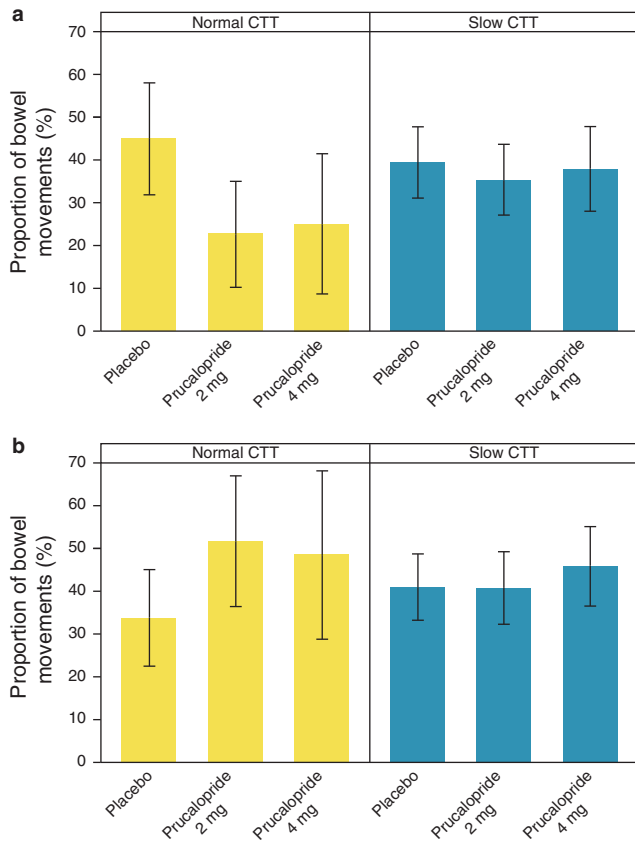 a
Normal CTT
Slow CTT
70
60
50
40
30
20
10
0
Proportion of bowel
movements (%)
Placebo
Prucalopride
2 mg
Prucalopride
4 mg
Placebo
Prucalopride
2 mg
Prucalopride
4 mg
b
Normal CTT
Slow CTT
70
60
50
40
30
20
10
0
Proportion of bowel
movements (%)
Placebo
Prucalopride
2 mg
Prucalopride
4 mg
Placebo
Prucalopride
2 mg
Prucalopride
4 mg